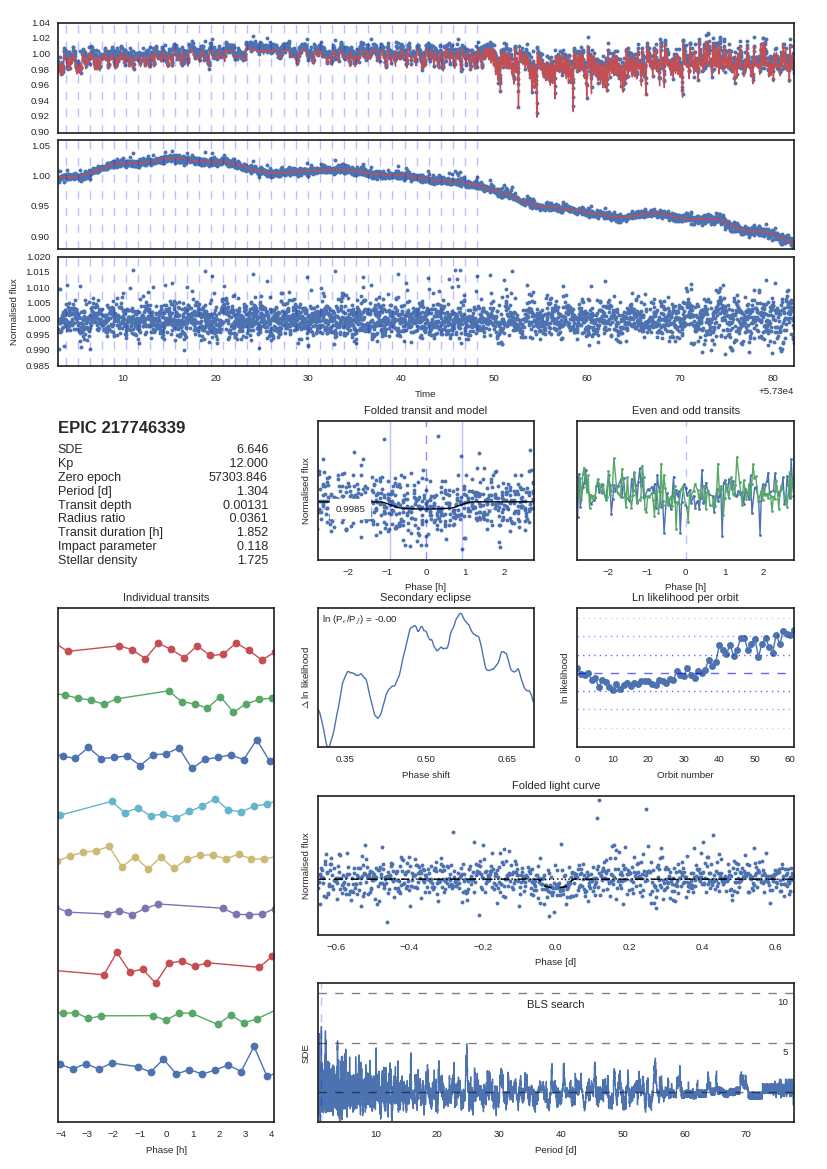 1.04
1.02
1.00
0.98
0.96
0.94
0.92
0.90
1.05
1.00
0.95
0.90
1.020
1.015
1.010
1.005
1.000
0.995
0.990
0.985
Normalised flux
10 20 30 40 50 60 70 80
Time
+5.73e4
EPIC 217746339
SDE 6.646
Kp 12.000
Zero epoch 57303.846
Period [d] 1.304
Transit depth 0.00131
Radius ratio 0.0361
Transit duration [h] 1.852
Impact parameter 0.118
Stellar density 1.725
Folded transit and model
Normalised flux
0.9985
−2 −1 0 1 2
Phase [h]
Even and odd transits
−2 −1 0 1 2
Phase [h]
Individual transits
−4 −3 −2 −1 0 1 2 3 4
Phase [h]
Secondary eclipse
Δ ln likelihood
ln (Pₑ/P𝑓) = -0.00
0.35 0.50 0.65
Phase shift
Ln likelihood per orbit
ln likelihood
0 10 20 30 40 50 60
Orbit number
Folded light curve
Normalised flux
−0.6 −0.4 −0.2 0.0 0.2 0.4 0.6
Phase [d]
BLS search
SDE
10
5
10 20 30 40 50 60 70
Period [d]